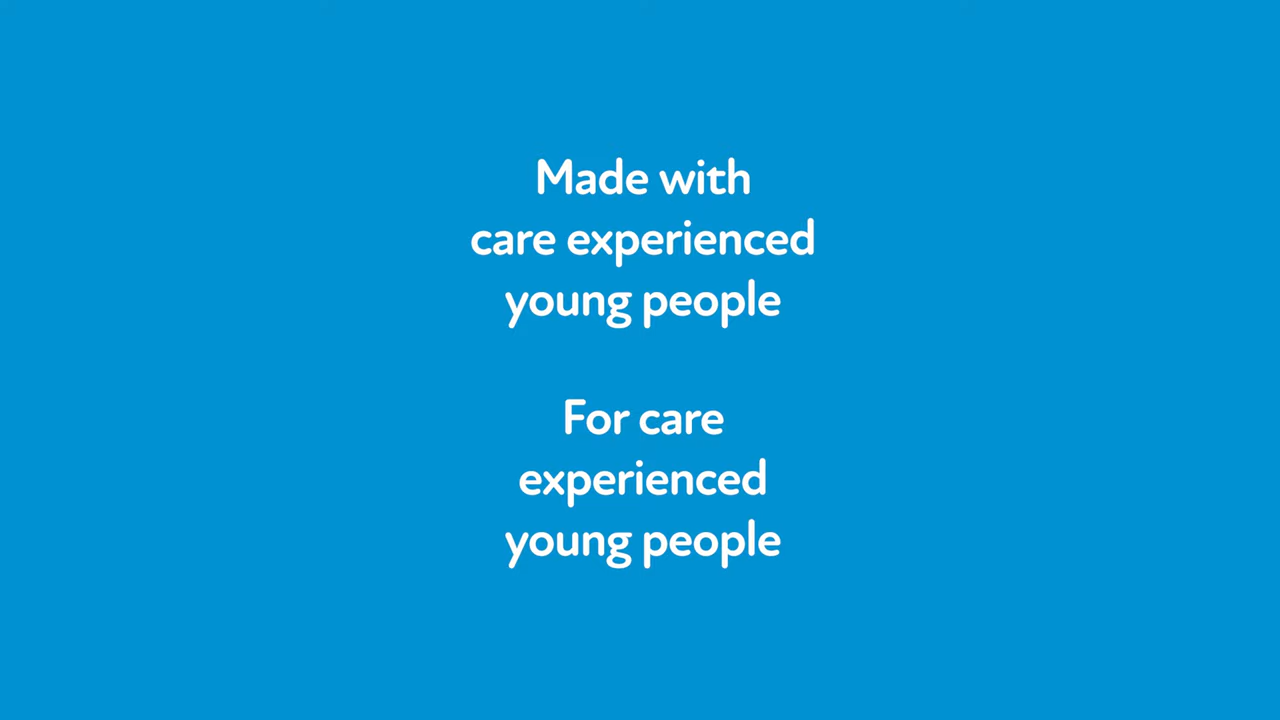 Made with
care experienced
young people
For care
experienced
young people